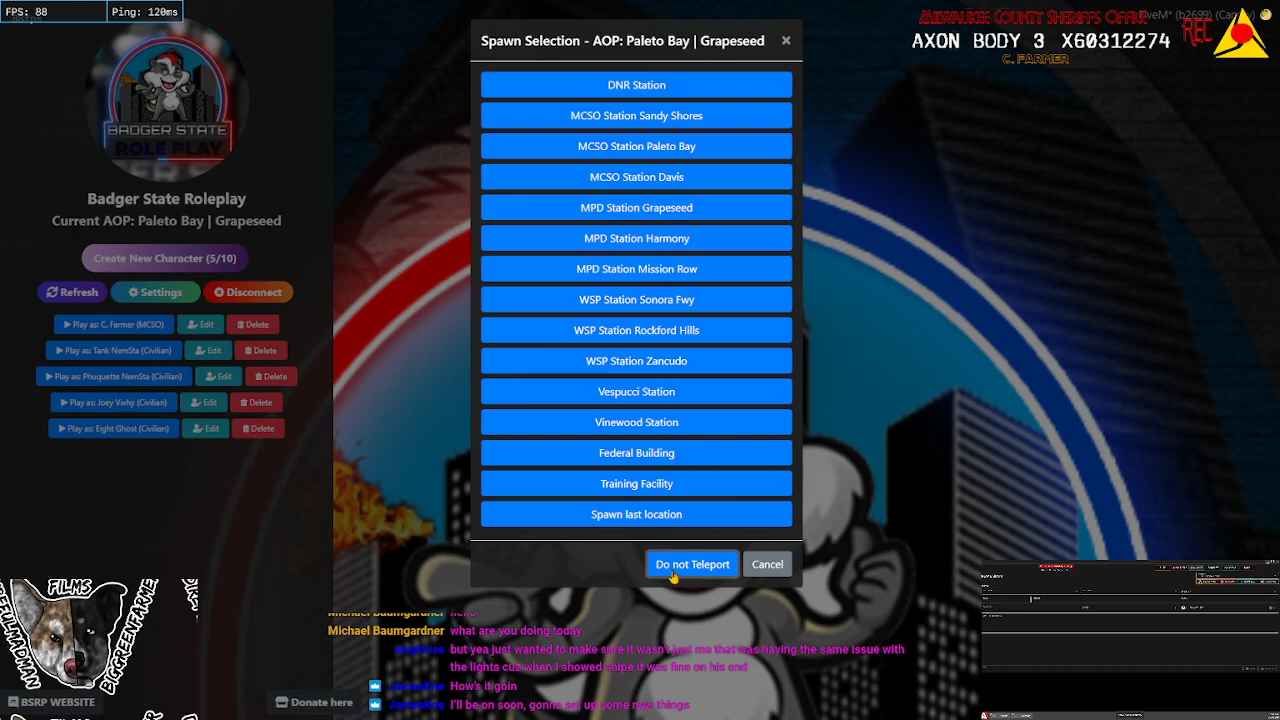 FPS: 88
Ping: 120ms
BADGER STATE
ROLE PLAY
Badger State Roleplay
Current AOP: Paleto Bay | Grapeseed
Create New Character (5/10)
Refresh
Settings
Disconnect
Play as: C. Farmer (MCSO)
Edit
Delete
Play as: Tank NemSta (Civilian)
Edit
Delete
Play as: Phuquette NemSta (Civilian)
Edit
Delete
Play as: Joey Vwhy (Civilian)
Edit
Delete
Play as: Eight Ghost (Civilian)
Edit
Delete
Spawn Selection - AOP: Paleto Bay | Grapeseed
DNR Station
MCSO Station Sandy Shores
MCSO Station Paleto Bay
MCSO Station Davis
MPD Station Grapeseed
MPD Station Harmony
MPD Station Mission Row
WSP Station Sonora Fwy
WSP Station Rockford Hills
WSP Station Zancudo
Vespucci Station
Vinewood Station
Federal Building
Training Facility
Spawn last location
Do not Teleport
Cancel
MILWAUKEE COUNTY SHERIFFS OFFICE
AXON BODY 3 X60312274
C. FARMER
REC
Michael Baumgardner hello
Michael Baumgardner what are you doing today
but yea just wanted to make sure it wasn't just me that was having the same issue with
the lights cuz when I showed snipe it was fine on his end
How's it goin
I'll be on soon, gonna set up some new things
FILMS
BIGGREENFARMER
BSRP WEBSITE
Donate here